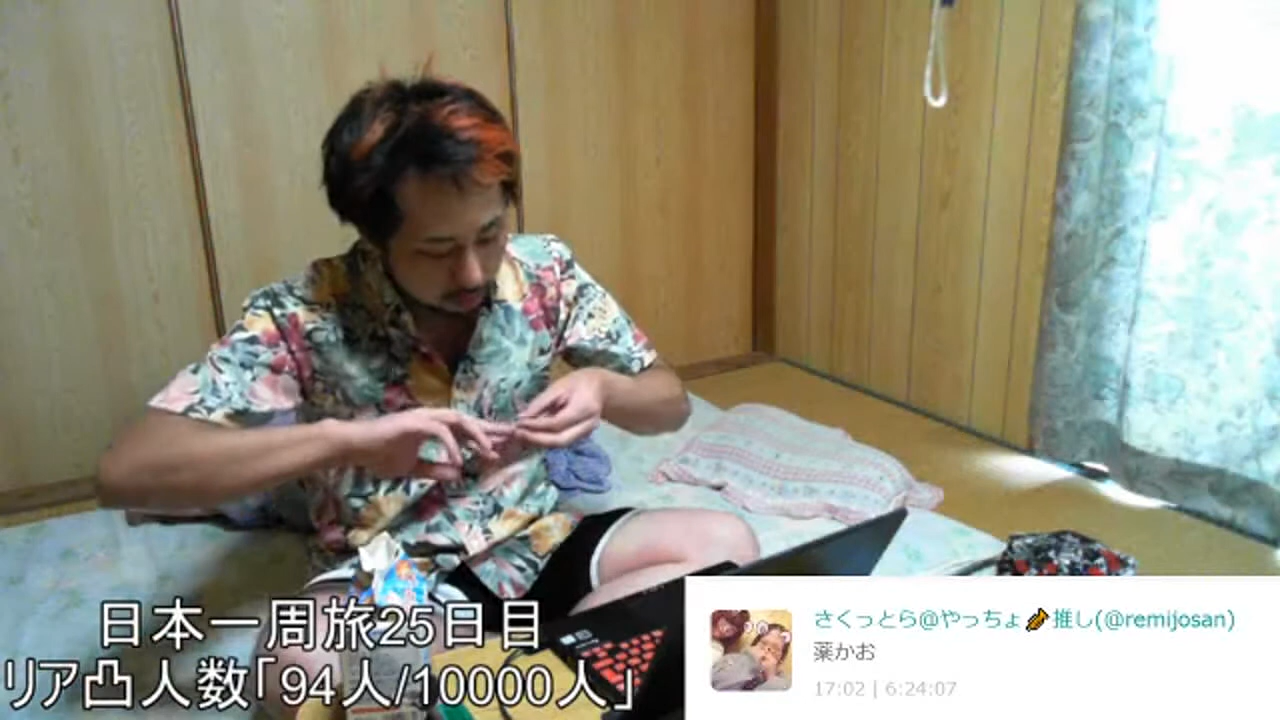 日本一周旅25日目
リア凸人数「94人/10000人」
さくっとら@やっちょ🎺推し(@remijosan)
薬かお
17:02 | 6:24:07